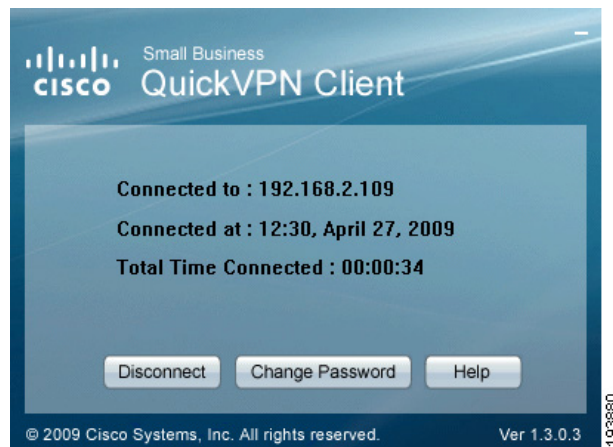 Small Business
CISCO QuickVPN Client
Connected to : 192.168.2.109
Connected at : 12:30, April 27, 2009
Total Time Connected : 00:00:34
Disconnect Change Password Help
© 2009 Cisco Systems, Inc. All rights reserved. Ver 1.3.0.3